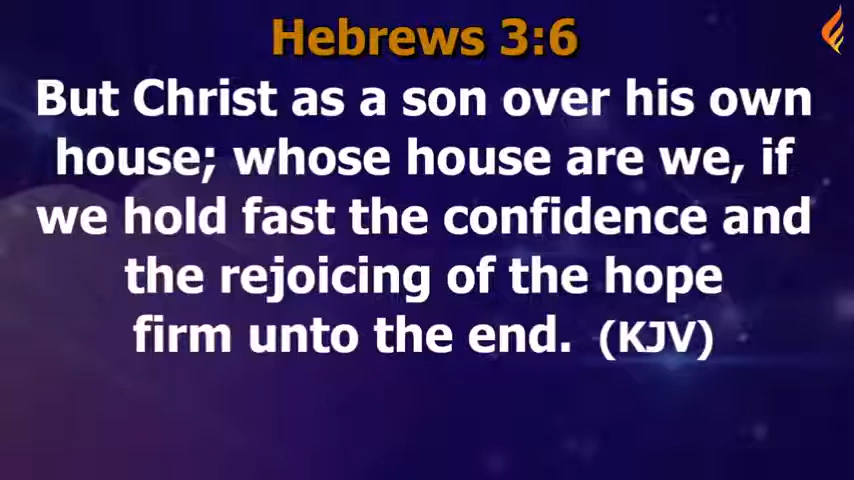 Hebrews 3:6
But Christ as a son over his own
house; whose house are we, if
we hold fast the confidence and
the rejoicing of the hope
firm unto the end. (KJV)